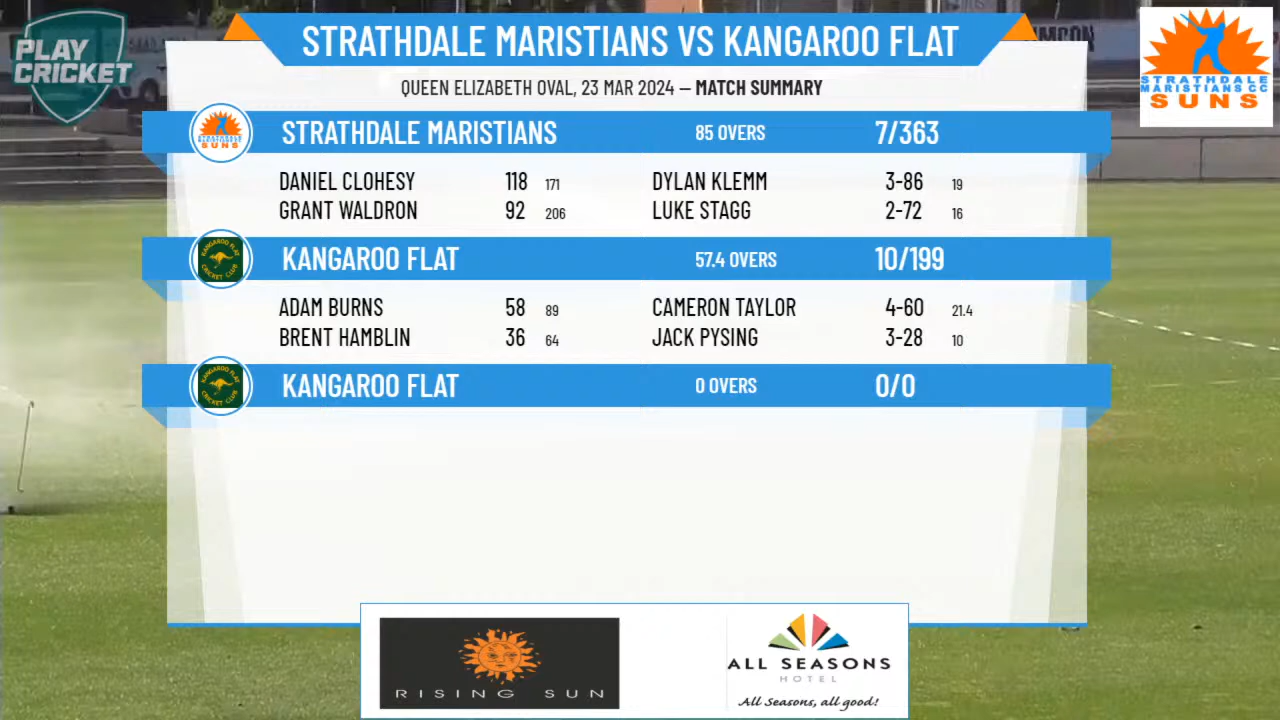 PLAY
CRICKET
STRATHDALE MARISTIANS VS KANGAROO FLAT
STRATHDALE
MARISTIANS CC
SUNS
QUEEN ELIZABETH OVAL, 23 MAR 2024 – MATCH SUMMARY
STRATHDALE MARISTIANS 85 OVERS 7/363
DANIEL CLOHESY 118 171 DYLAN KLEMM 3-86 19
GRANT WALDRON 92 206 LUKE STAGG 2-72 16
KANGAROO FLAT 57.4 OVERS 10/199
ADAM BURNS 58 89 CAMERON TAYLOR 4-60 21.4
BRENT HAMBLIN 36 64 JACK PYSING 3-28 10
KANGAROO FLAT 0 OVERS 0/0
RISING SUN
ALL SEASONS
HOTEL
All Seasons, all good!